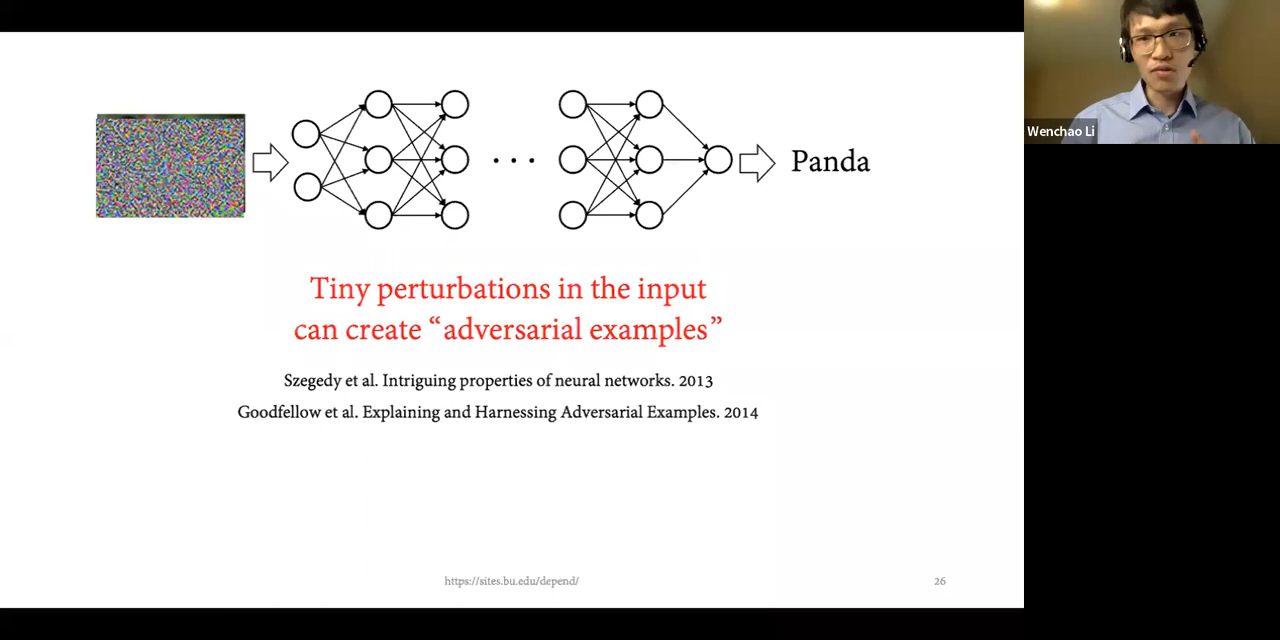 Panda
Tiny perturbations in the input
can create “adversarial examples”
Szegedy et al. Intriguing properties of neural networks. 2013
Goodfellow et al. Explaining and Harnessing Adversarial Examples. 2014
https://sites.bu.edu/depend/
26
Wenchao Li